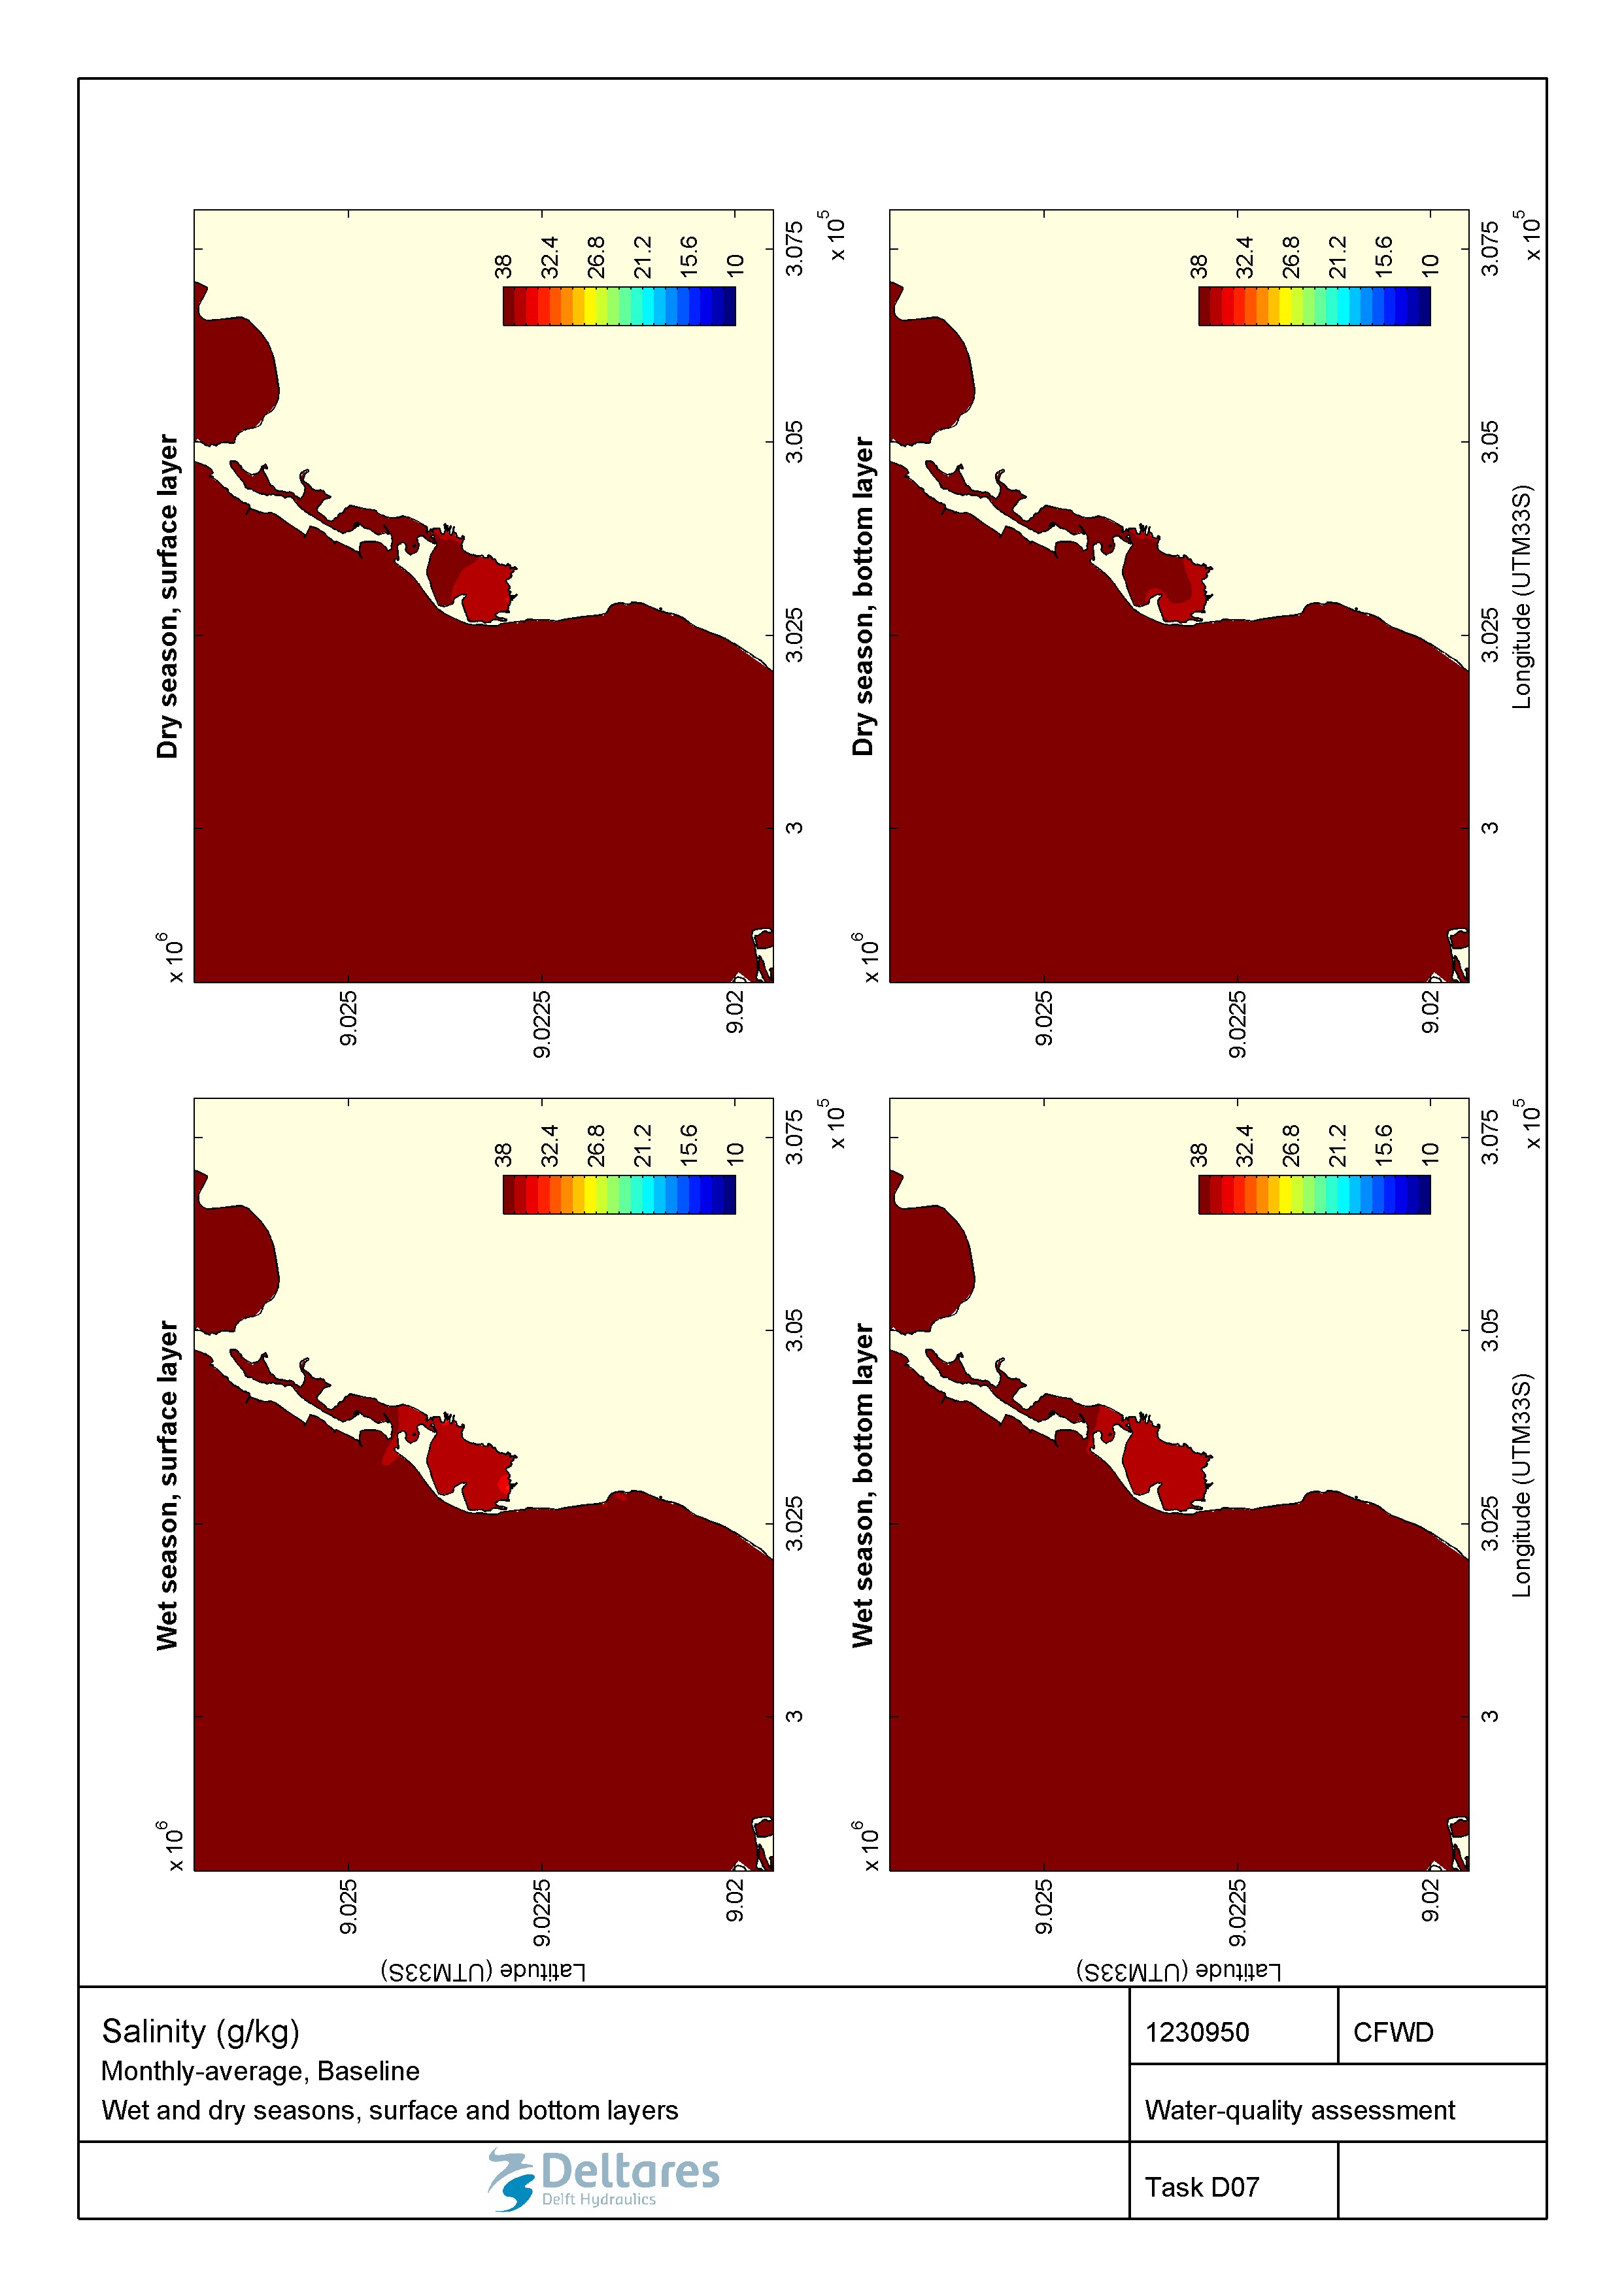 Wet season, surface layer
x 10^6
9.025
9.0225
9.02
Latitude (UTM33S)
3
3.025
3.05
3.075
x 10^5
38
32.4
26.8
21.2
15.6
10
Dry season, surface layer
x 10^6
9.025
9.0225
9.02
3
3.025
3.05
3.075
x 10^5
38
32.4
26.8
21.2
15.6
10
Wet season, bottom layer
x 10^6
9.025
9.0225
9.02
Latitude (UTM33S)
3
3.025
3.05
3.075
x 10^5
Longitude (UTM33S)
38
32.4
26.8
21.2
15.6
10
Dry season, bottom layer
x 10^6
9.025
9.0225
9.02
3
3.025
3.05
3.075
x 10^5
Longitude (UTM33S)
38
32.4
26.8
21.2
15.6
10
Salinity (g/kg)
Monthly-average, Baseline
Wet and dry seasons, surface and bottom layers
1230950
CFWD
Water-quality assessment
Deltares
Delft Hydraulics
Task D07